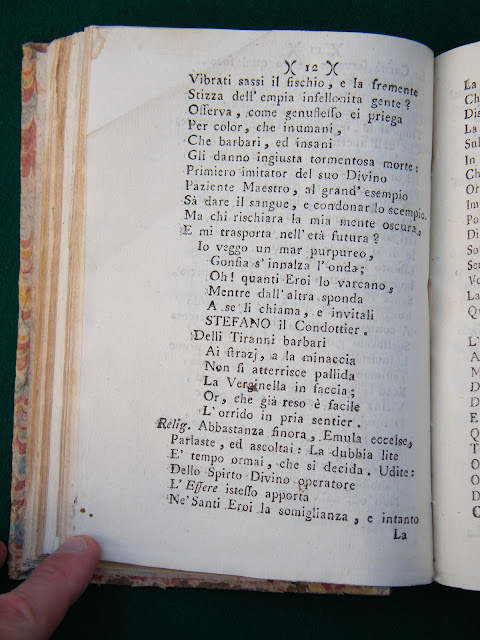 )( 12 )(
Vibrati sassi il fischio, e la fremente
Stizza dell'empia infellonita gente?
Osserva, come genuflesso ei priega
Per color, che inumani,
Che barbari, ed insani
Gli danno ingiusta tormentosa morte:
Primiero imitator del suo Divino
Paziente Maestro, al grand'esempio
Sà dare il sangue, e condonar lo scempio.
Ma chi rischiara la mia mente oscura,
E mi trasporta nell'età futura?
Io veggo un mar purpureo,
Gonfia s'innalza l'onda;
Oh! quanti Eroi lo varcano,
Mentre dall'altra sponda
A se li chiama, e invitali
STEFANO il Condottier.
Delli Tiranni barbari
Ai strazj, a la minaccia
Non si atterrisce pallida
La Verginella in faccia;
Or, che già reso è facile
L'orrido in pria sentier.
Relig. Abbastanza finora, Emula eccelse,
Parlaste, ed ascoltai: La dubbia lite
E' tempo ormai, che si decida. Udite:
Dello Spirto Divino operatore
L'Essere istesso apporta
Ne'Santi Eroi la somiglianza, e intanto
La